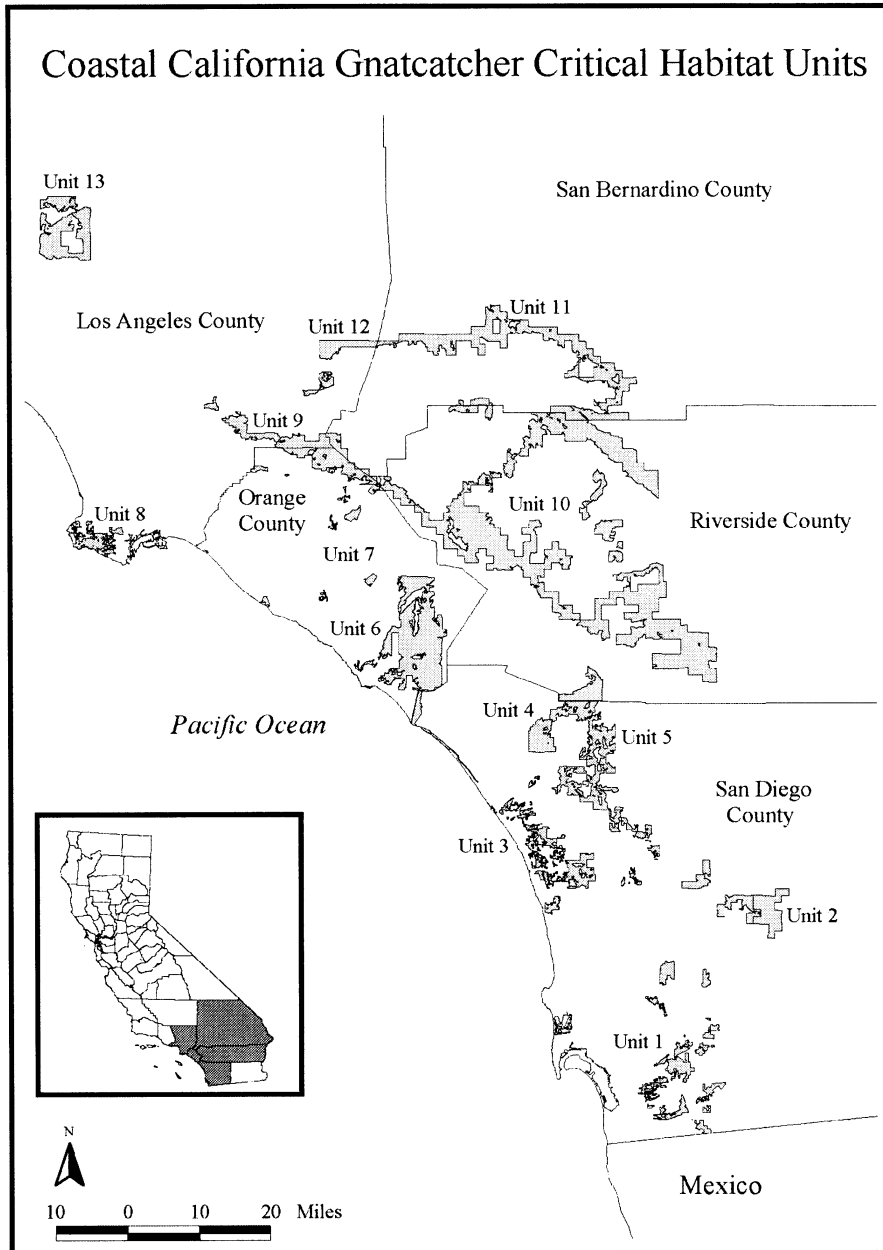 Coastal California Gnatcatcher Critical Habitat Units
Unit 13
San Bernardino County
Los Angeles County
Unit 12
Unit 11
Unit 9
Unit 8
Orange
County
Unit 10
Riverside County
Unit 7
Unit 6
Pacific Ocean
Unit 4
Unit 5
San Diego
County
Unit 3
Unit 2
Unit 1
Mexico
N
10 0 10 20 Miles